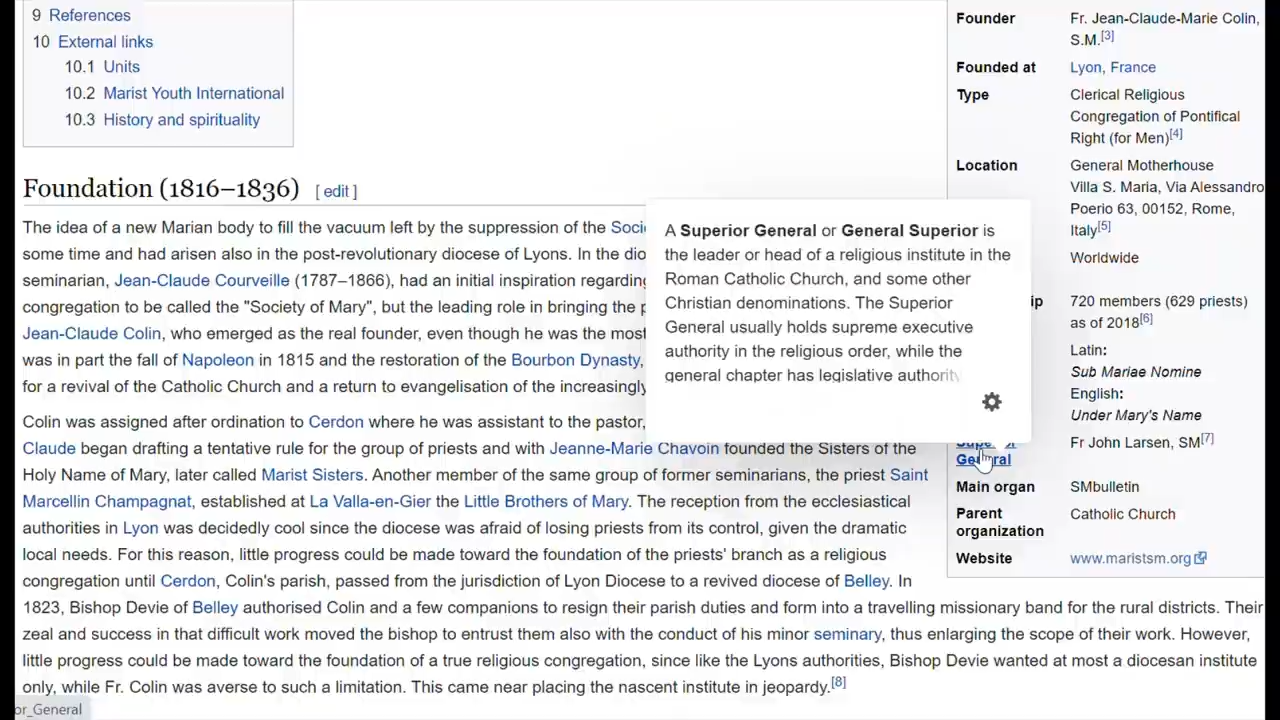 9 References
10 External links
10.1 Units
10.2 Marist Youth International
10.3 History and spirituality
Foundation (1816–1836) [ edit ]
The idea of a new Marian body to fill the vacuum left by the suppression of the
some time and had arisen also in the post-revolutionary diocese of Lyons. In the
seminarian, Jean-Claude Courveille (1787–1866), had an initial inspiration regarding
congregation to be called the "Society of Mary", but the leading role in bringing the
Jean-Claude Colin, who emerged as the real founder, even though he was the most
was in part the fall of Napoleon in 1815 and the restoration of the Bourbon Dynasty,
for a revival of the Catholic Church and a return to evangelisation of the increasingly
Colin was assigned after ordination to Cerdon where he was assistant to the pastor,
Claude began drafting a tentative rule for the group of priests and with Jeanne-Marie Chavoin founded the Sisters of the
Holy Name of Mary, later called Marist Sisters. Another member of the same group of former seminarians, the priest Saint
Marcellin Champagnat, established at La Valla-en-Gier the Little Brothers of Mary. The reception from the ecclesiastical
authorities in Lyon was decidedly cool since the diocese was afraid of losing priests from its control, given the dramatic
local needs. For this reason, little progress could be made toward the foundation of the priests' branch as a religious
congregation until Cerdon, Colin's parish, passed from the jurisdiction of Lyon Diocese to a revived diocese of Belley. In
1823, Bishop Devie of Belley authorised Colin and a few companions to resign their parish duties and form into a travelling missionary band for the rural districts. Their
zeal and success in that difficult work moved the bishop to entrust them also with the conduct of his minor seminary, thus enlarging the scope of their work. However,
little progress could be made toward the foundation of a true religious congregation, since like the Lyons authorities, Bishop Devie wanted at most a diocesan institute
only, while Fr. Colin was averse to such a limitation. This came near placing the nascent institute in jeopardy.[8]
A Superior General or General Superior is
the leader or head of a religious institute in the
Roman Catholic Church, and some other
Christian denominations. The Superior
General usually holds supreme executive
authority in the religious order, while the
general chapter has legislative authority
Founder Fr. Jean-Claude-Marie Colin,
S.M.[3]
Founded at Lyon, France
Type Clerical Religious
Congregation of Pontifical
Right (for Men)[4]
Location General Motherhouse
Villa S. Maria, Via Alessandro
Poerio 63, 00152, Rome,
Italy[5]
Worldwide
720 members (629 priests)
as of 2018[6]
Latin:
Sub Mariae Nomine
English:
Under Mary's Name
Superior General Fr John Larsen, SM[7]
Main organ SMbulletin
Parent organization Catholic Church
Website www.maristsm.org
or_General